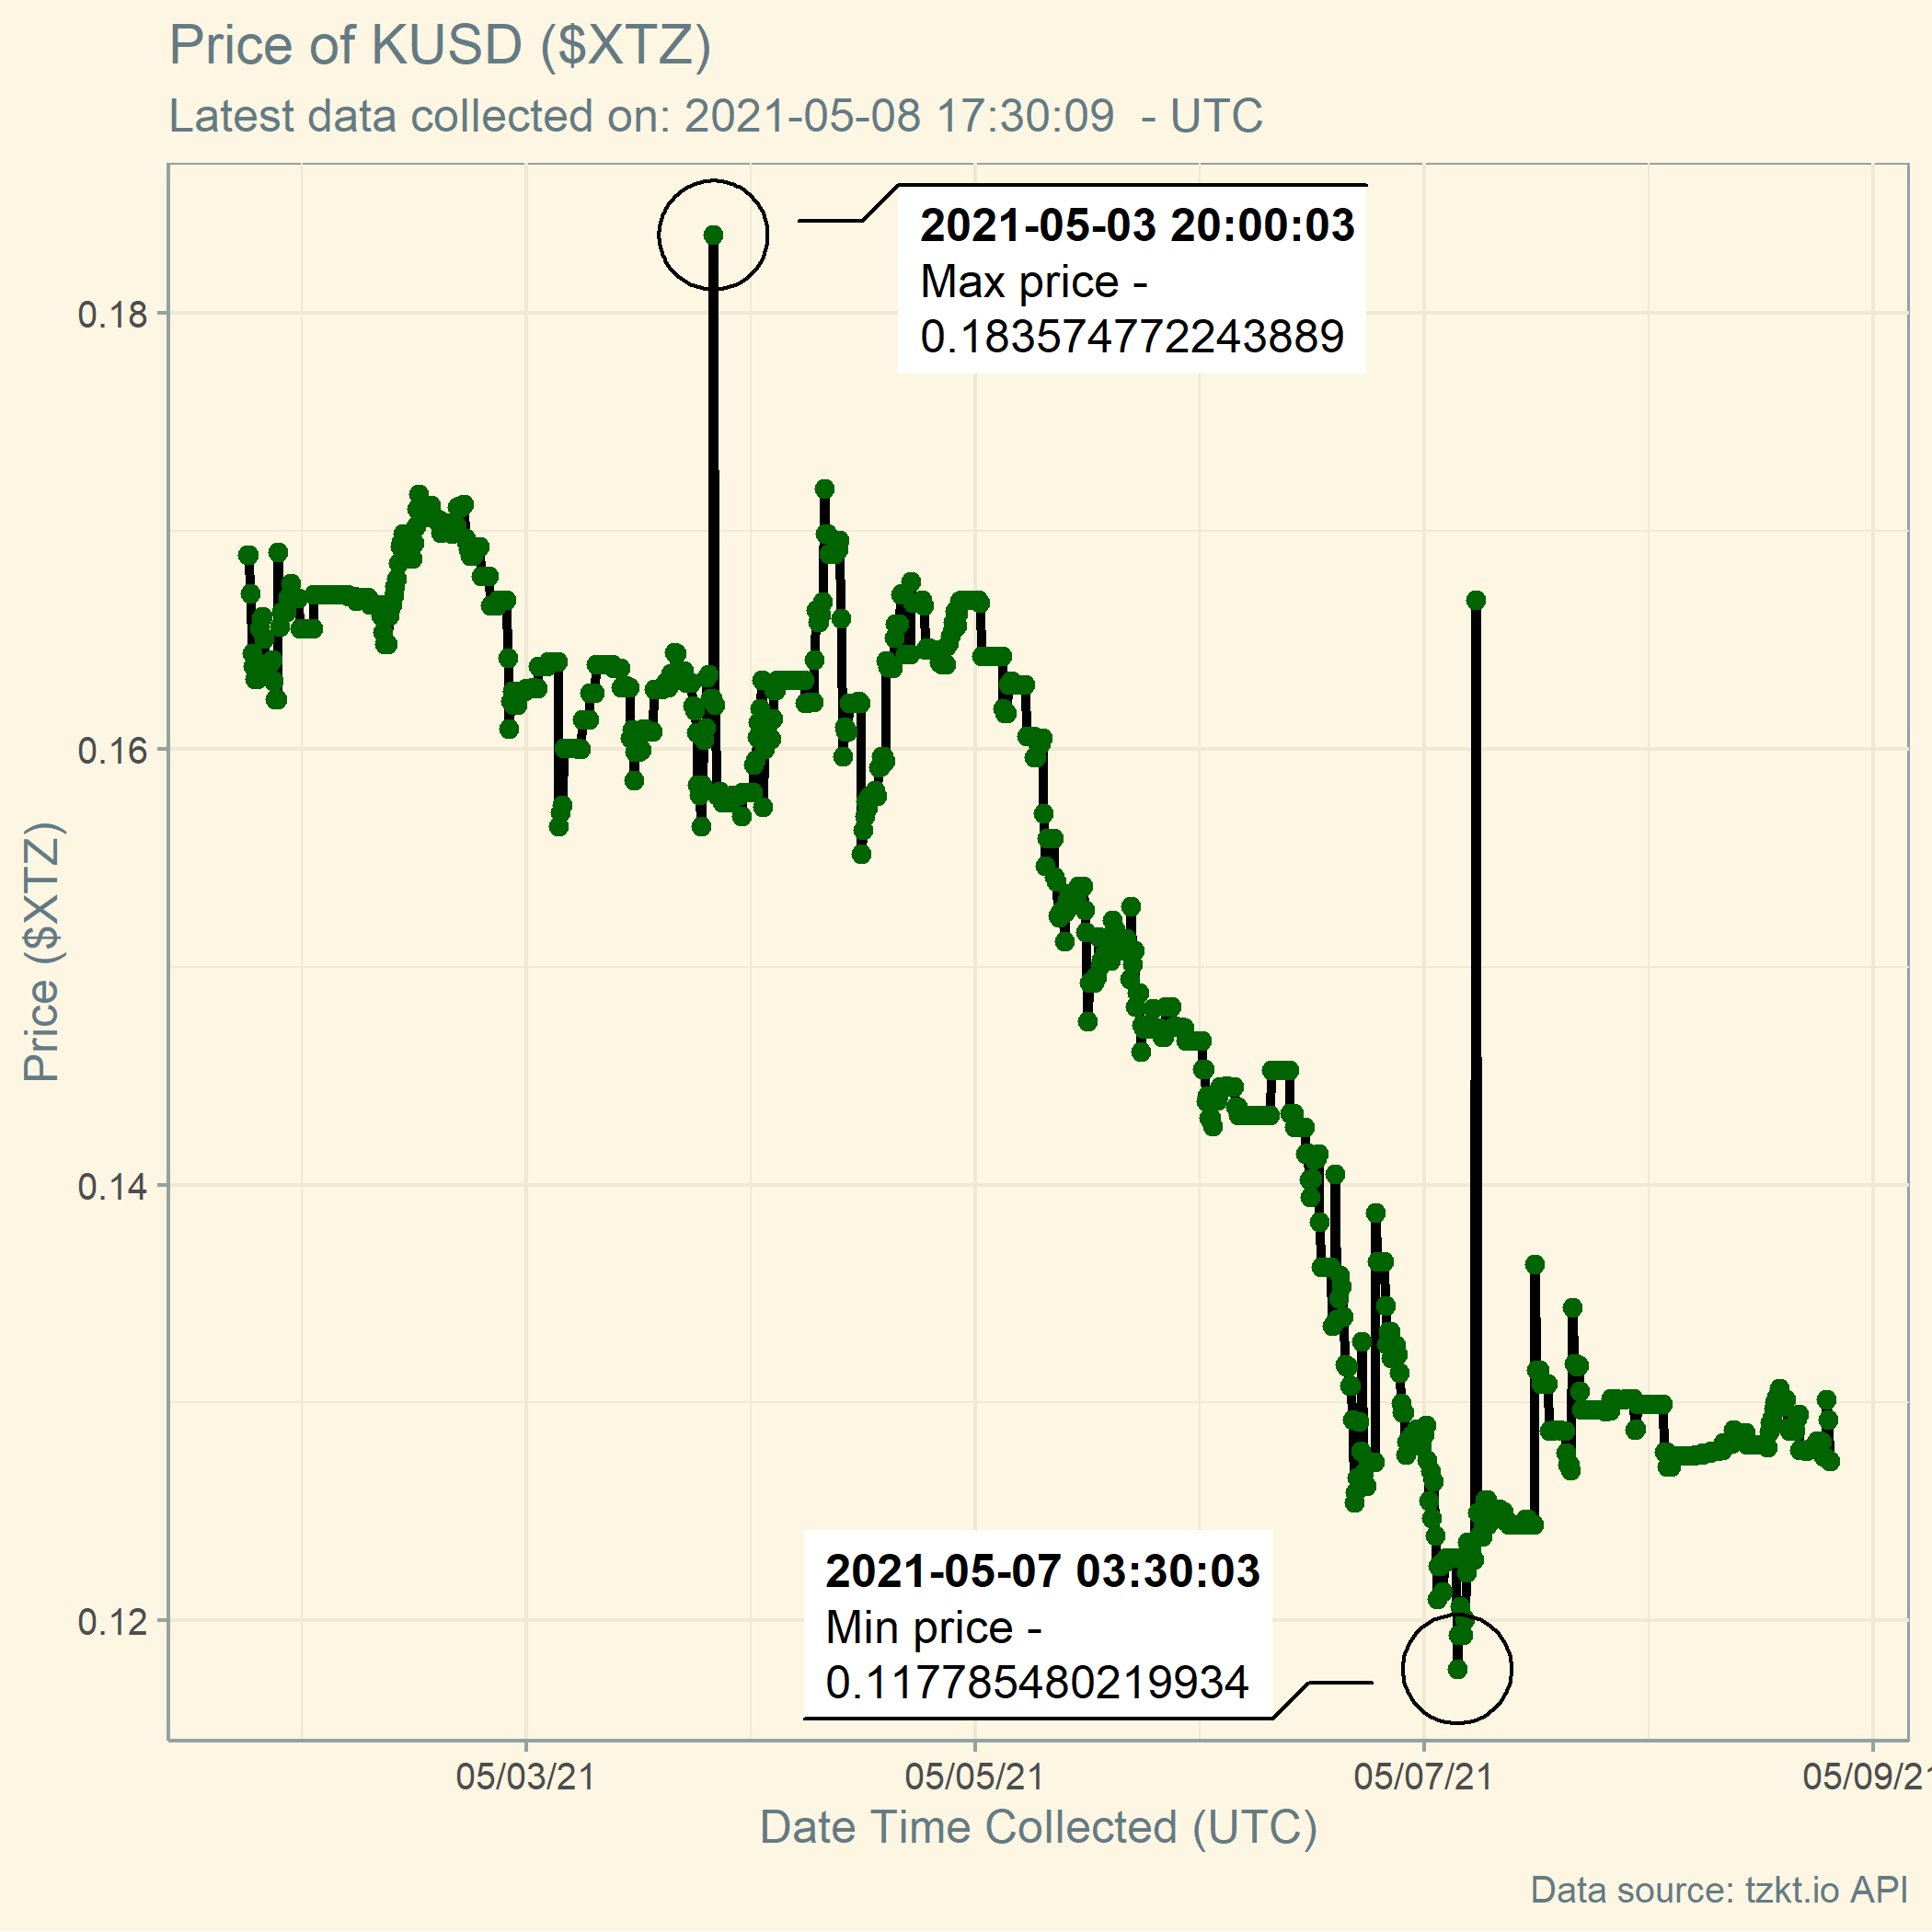 Price of KUSD ($XTZ)
Latest data collected on: 2021-05-08 17:30:09  - UTC
2021-05-03 20:00:03
Max price -
0.183574772243889
0.18
0.16
0.14
0.12
Price ($XTZ)
2021-05-07 03:30:03
Min price -
0.117785480219934
05/03/21
05/05/21
05/07/21
05/09/21
Date Time Collected (UTC)
Data source: tzkt.io API